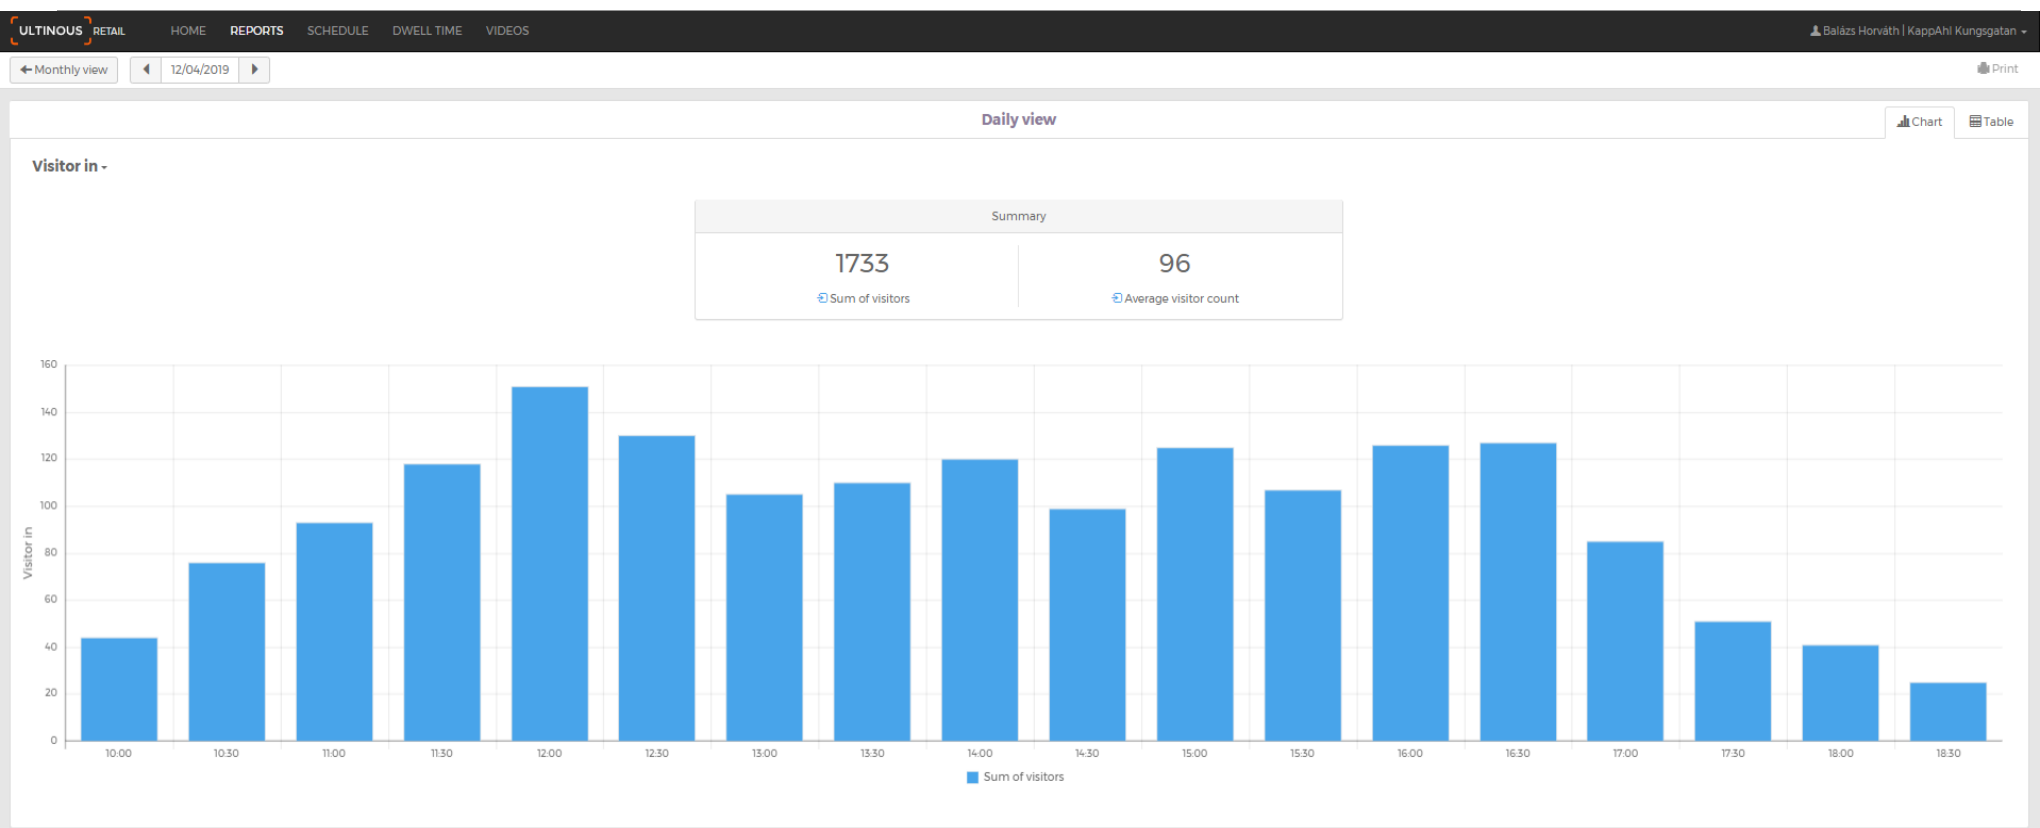 ULTINOUS RETAIL HOME REPORTS SCHEDULE DWELL TIME VIDEOS Balázs Horváth | KappAhl Kungsgatan
Monthly view 12/04/2019 Print
Daily view Chart Table
Visitor in
Summary
1733 96
Sum of visitors Average visitor count
160
140
120
100
80
60
40
20
0
Visitor in
10:00 10:30 11:00 11:30 12:00 12:30 13:00 13:30 14:00 14:30 15:00 15:30 16:00 16:30 17:00 17:30 18:00 18:30
Sum of visitors